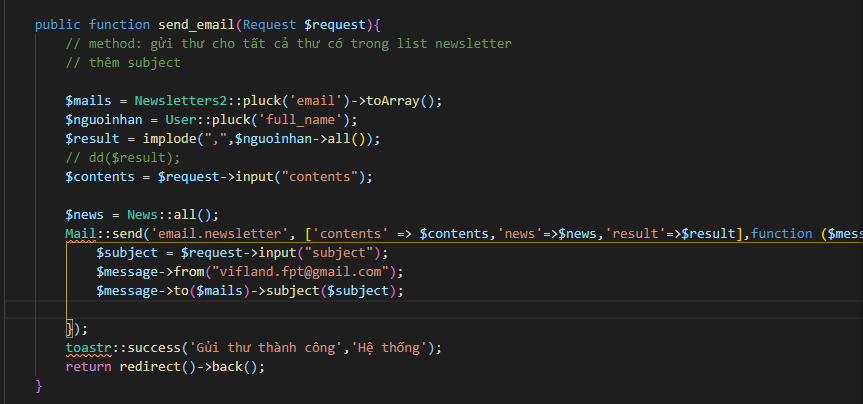 public function send_email(Request $request){
// method: gửi thư cho tất cả thư có trong list newsletter
// thêm subject
$mails = Newsletters2::pluck('email')->toArray();
$nguoinhan = User::pluck('full_name');
$result = implode(",",$nguoinhan->all());
// dd($result);
$contents = $request->input("contents");
$news = News::all();
Mail::send('email.newsletter', ['contents' => $contents,'news'=>$news,'result'=>$result],function ($mess
$subject = $request->input("subject");
$message->from("vifland.fpt@gmail.com");
$message->to($mails)->subject($subject);
});
toastr::success('Gủi thư thành công','Hệ thống');
return redirect()->back();
}